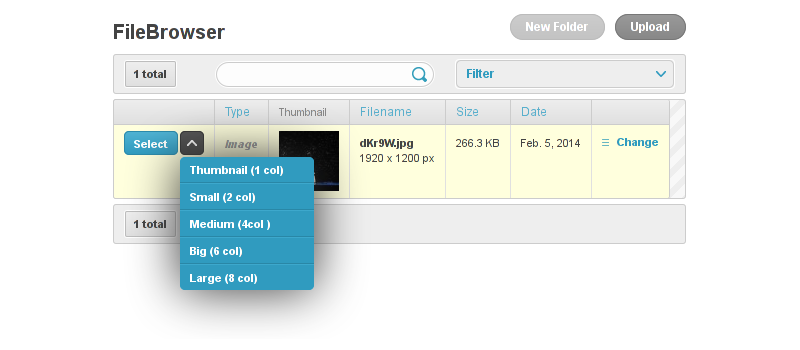 FileBrowser
New Folder
Upload
1 total
Filter
Type
Thumbnail
Filename
Size
Date
Select
Image
dKr9W.jpg
1920 x 1200 px
266.3 KB
Feb. 5, 2014
Change
Thumbnail (1 col)
Small (2 col)
Medium (4col )
Big (6 col)
Large (8 col)
1 total